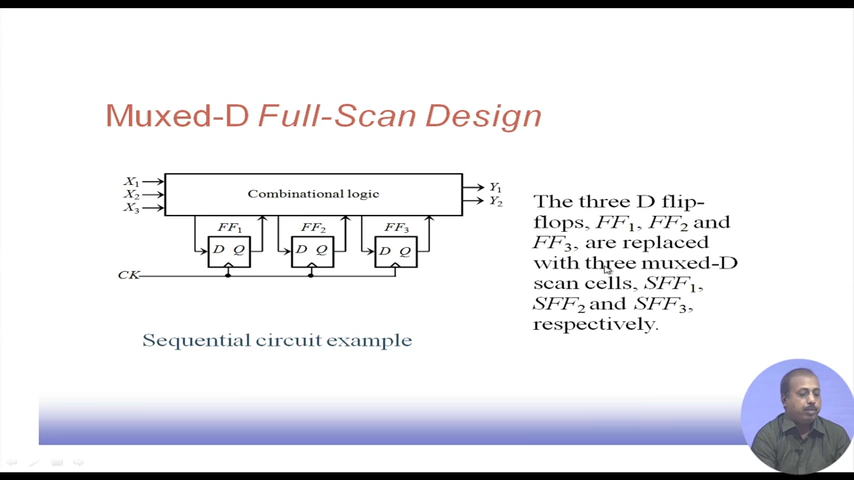 Muxed-D Full-Scan Design
X1
X2
X3
Combinational logic
Y1
Y2
FF1
FF2
FF3
D Q
D Q
D Q
CK
Sequential circuit example
The three D flip-
flops, FF1, FF2 and
FF3, are replaced
with three muxed-D
scan cells, SFF1,
SFF2 and SFF3,
respectively.